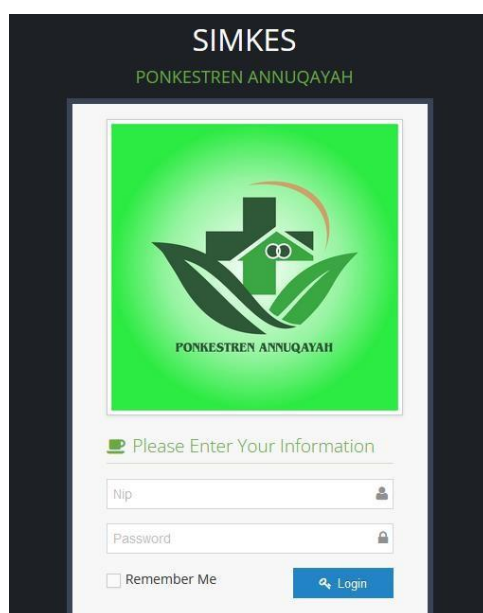 SIMKES
PONKESTREN ANNUQAYAH
PONKESTREN ANNUQAYAH
Please Enter Your Information
Nip
Password
Remember Me
Login